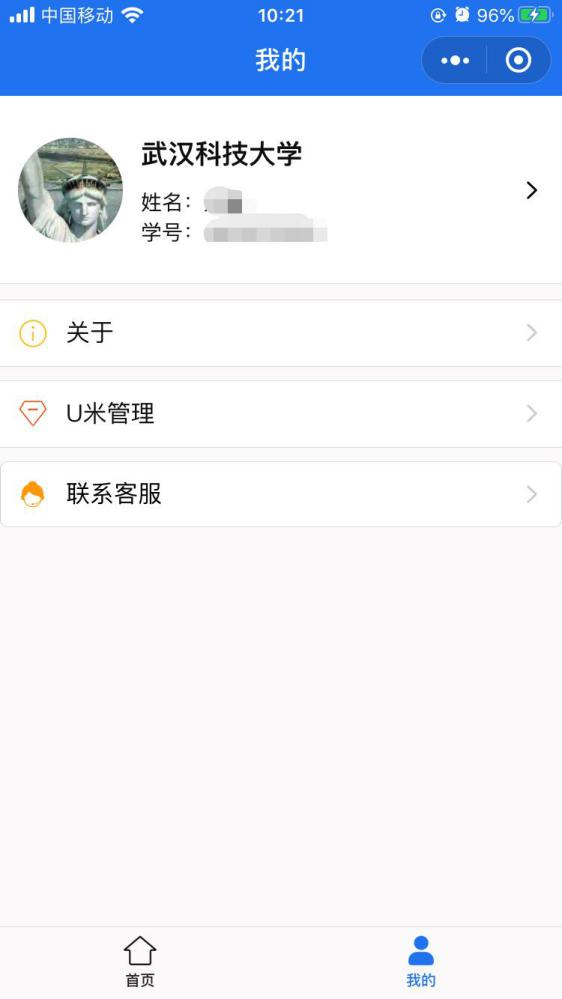 中国移动 10:21 96%
我的
武汉科技大学
姓名：
学号：
关于
U米管理
联系客服
首页 我的